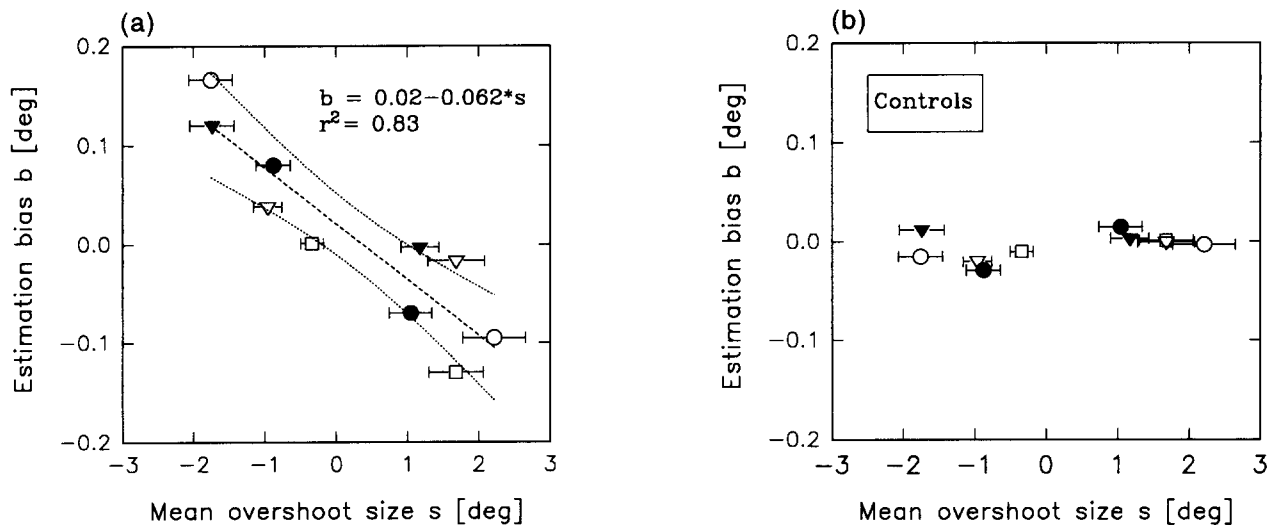 (a)
0.2
0.1
0.0
−0.1
−0.2
−3
−2
−1
0
1
2
3
Estimation bias b [deg]
Mean overshoot size s [deg]
b = 0.02−0.062*s
r² = 0.83
(b)
0.2
0.1
0.0
−0.1
−0.2
−3
−2
−1
0
1
2
3
Estimation bias b [deg]
Mean overshoot size s [deg]
Controls